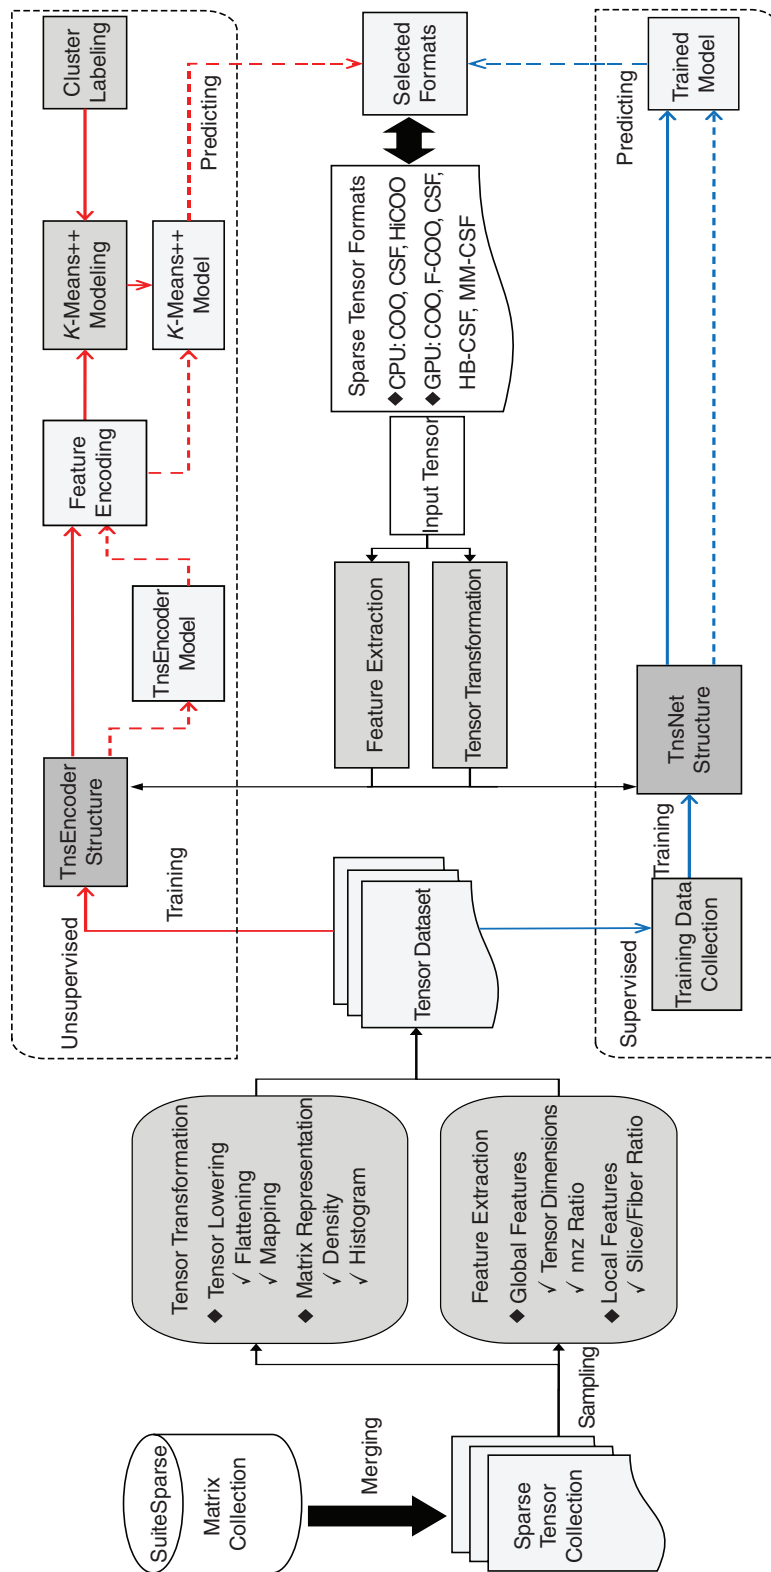 SuiteSparse
Matrix
Collection
Merging
Sparse
Tensor
Collection
Sampling
Tensor Transformation
◆ Tensor Lowering
✓ Flattening
✓ Mapping
◆ Matrix Representation
✓ Density
✓ Histogram
Feature Extraction
◆ Global Features
✓ Tensor Dimensions
✓ nnz Ratio
◆ Local Features
✓ Slice/Fiber Ratio
Tensor Dataset
Unsupervised
Training
TnsEncoder
Structure
TnsEncoder
Model
Feature
Encoding
K-Means++
Modeling
K-Means++
Model
Cluster
Labeling
Predicting
Feature Extraction
Tensor Transformation
Input Tensor
Sparse Tensor Formats
◆ CPU: COO, CSF, HiCOO
◆ GPU: COO, F-COO, CSF,
HB-CSF, MM-CSF
Selected
Formats
Supervised
Training Data
Collection
Training
TnsNet
Structure
Predicting
Trained
Model